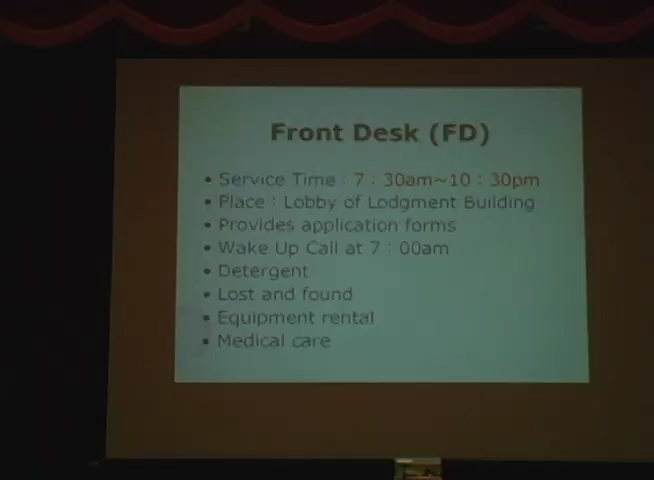 Front Desk (FD)
• Service Time : 7 : 30am~10 : 30pm
• Place : Lobby of Lodgment Building
• Provides application forms
• Wake Up Call at 7 : 00am
• Detergent
• Lost and found
• Equipment rental
• Medical care